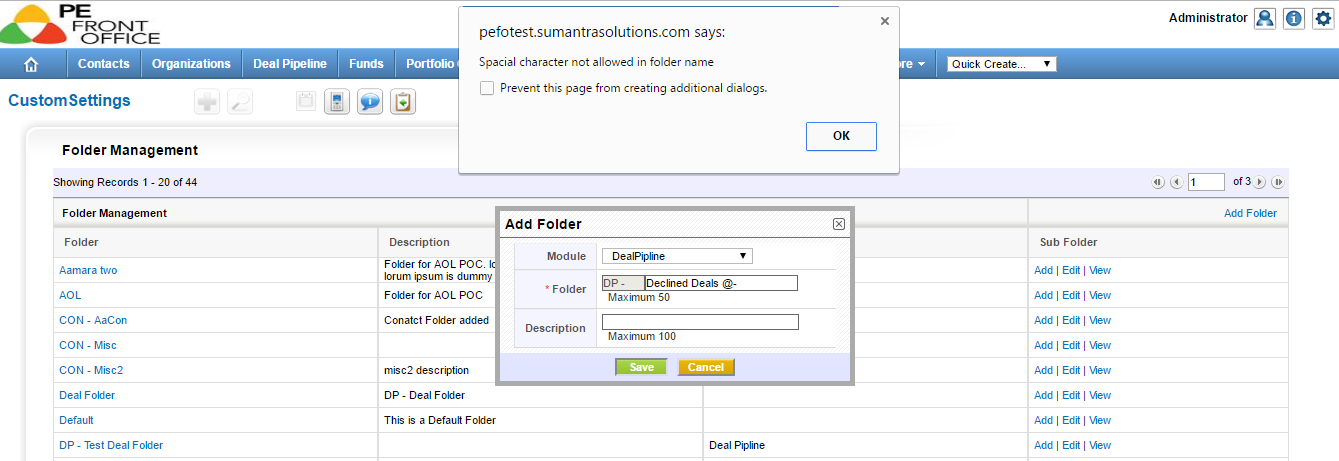 PE
FRONT
OFFICE
Administrator
Contacts Organizations Deal Pipeline Funds Portfolio
Quick Create...
CustomSettings
pefotest.sumantrasolutions.com says:
Spacial character not allowed in folder name
Prevent this page from creating additional dialogs.
OK
Folder Management
Showing Records 1 - 20 of 44
1 of 3
Folder Management Add Folder
Folder Description Sub Folder
Aamara two Folder for AOL POC. Add | Edit | View
lorum ipsum is dummy
AOL Folder for AOL POC Add | Edit | View
CON - AaCon Conatct Folder added Add | Edit | View
CON - Misc Add | Edit | View
CON - Misc2 misc2 description Add | Edit | View
Deal Folder DP - Deal Folder Add | Edit | View
Default This is a Default Folder Add | Edit | View
DP - Test Deal Folder Deal Pipline Add | Edit | View
Add Folder
Module DealPipline
* Folder DP - Declined Deals @-
Maximum 50
Description
Maximum 100
Save Cancel